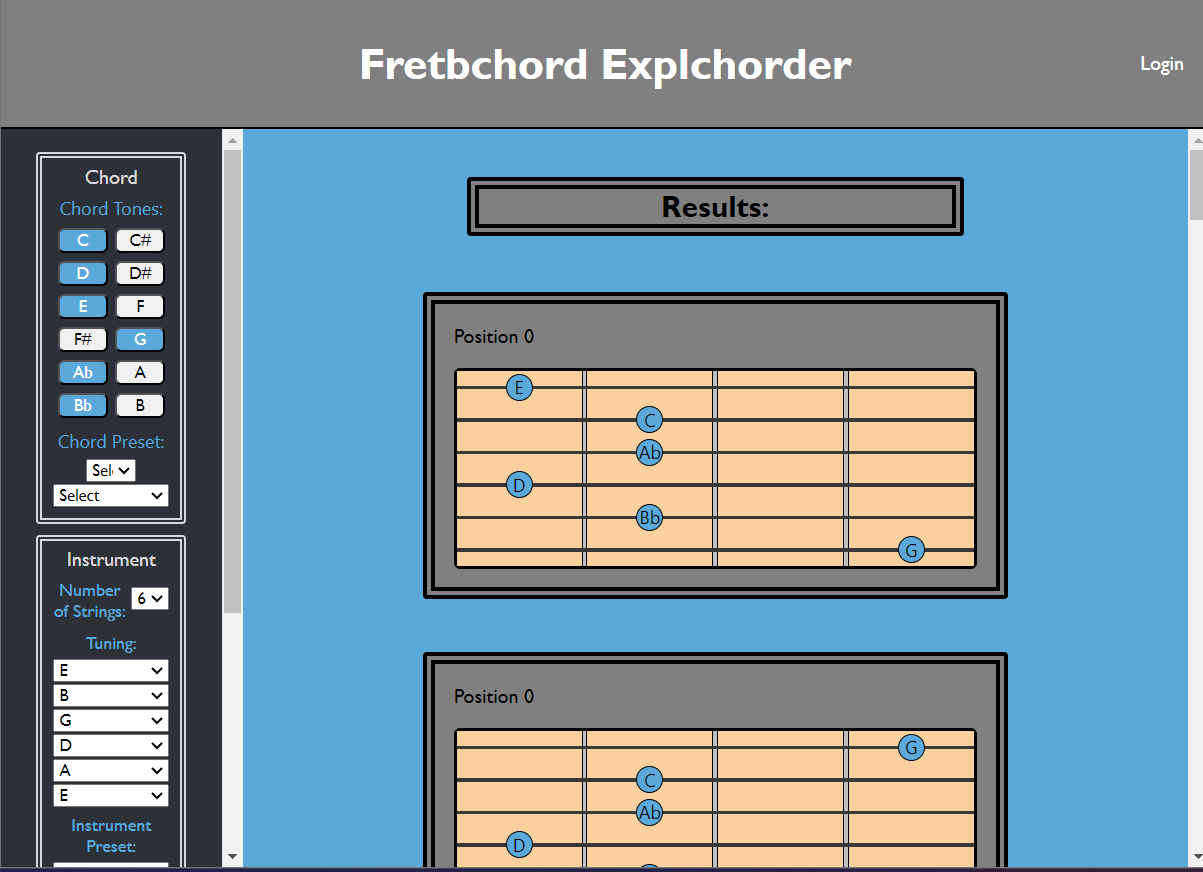 Fretbchord Explchorder
Login
Chord
Chord Tones:
C C#
D D#
E F
F# G
Ab A
Bb B
Chord Preset:
Sel
Select
Instrument
Number
of Strings:
6
Tuning:
E
B
G
D
A
E
Instrument
Preset:
Results:
Position 0
E
C
Ab
D
Bb
G
Position 0
G
C
Ab
D